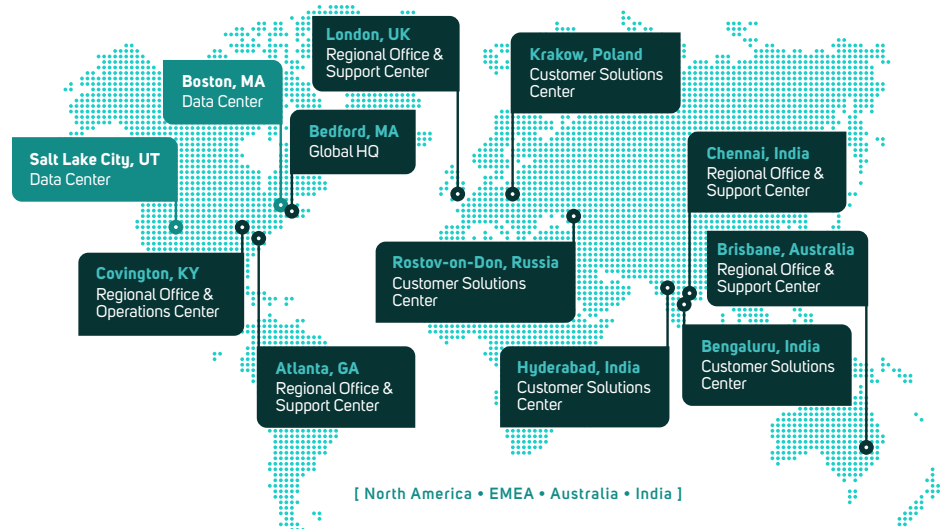 London, UK
Regional Office &
Support Center
Krakow, Poland
Customer Solutions
Center
Boston, MA
Data Center
Bedford, MA
Global HQ
Salt Lake City, UT
Data Center
Chennai, India
Regional Office &
Support Center
Covington, KY
Regional Office &
Operations Center
Rostov-on-Don, Russia
Customer Solutions
Center
Brisbane, Australia
Regional Office &
Support Center
Atlanta, GA
Regional Office &
Support Center
Hyderabad, India
Customer Solutions
Center
Bengaluru, India
Customer Solutions
Center
[ North America • EMEA • Australia • India ]